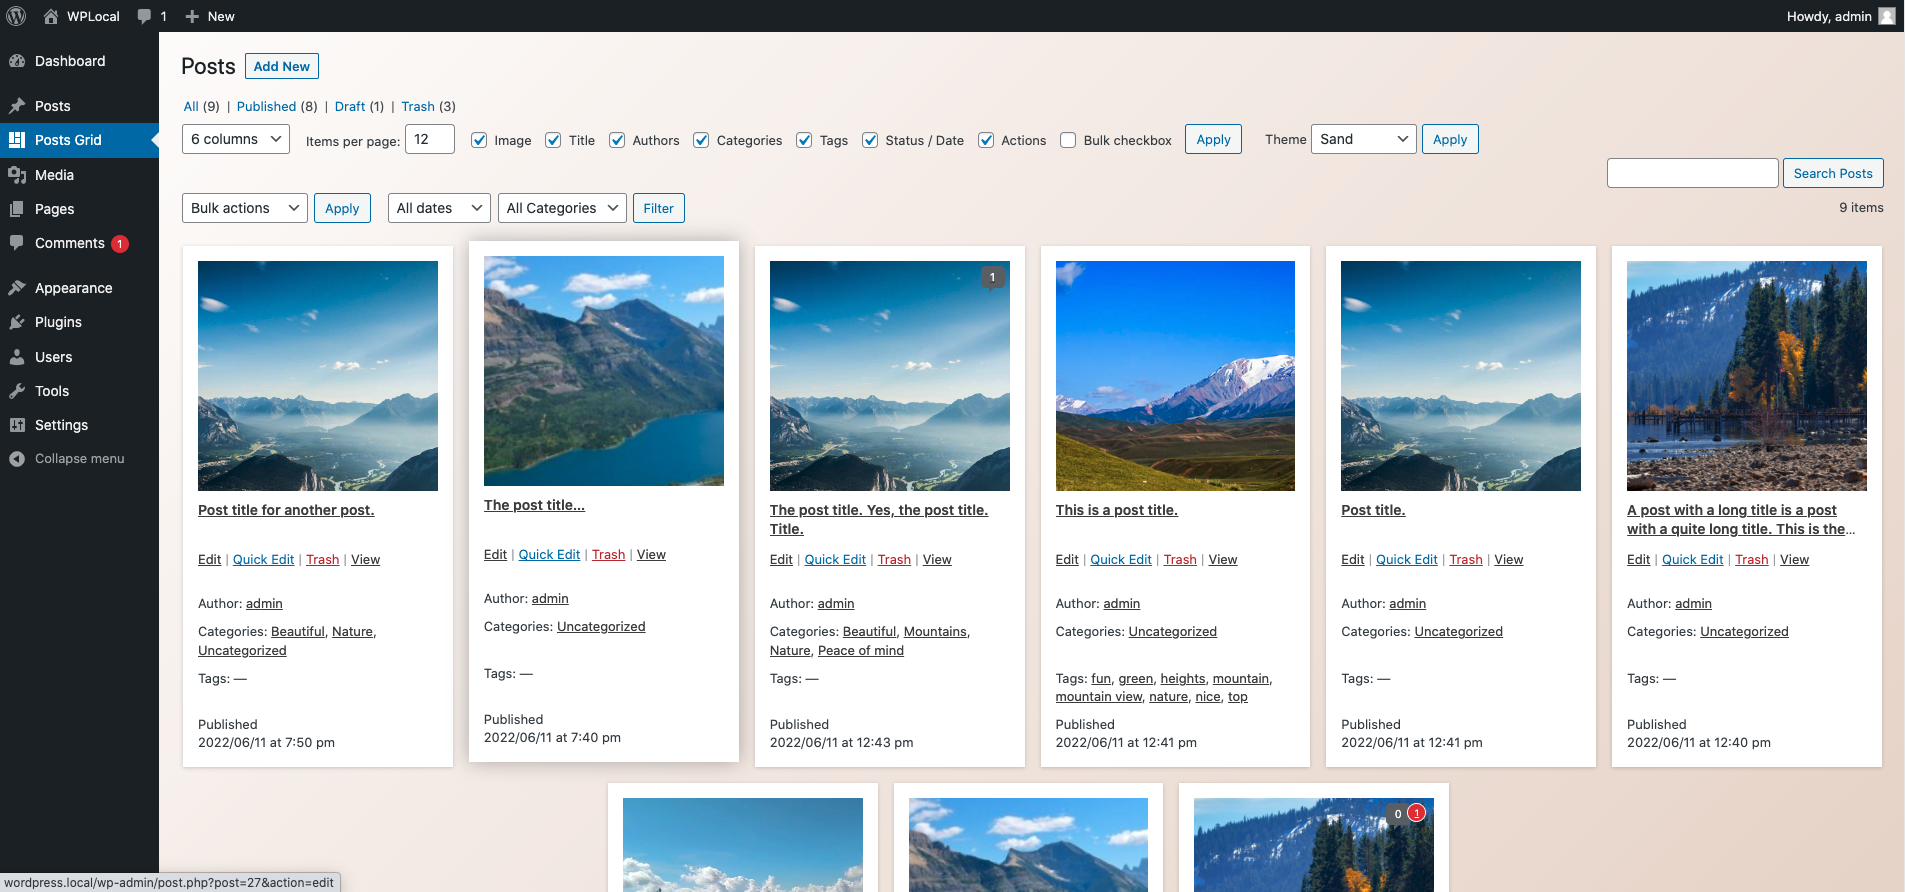 WPLocal 1 New Howdy, admin
Dashboard
Posts
Posts Grid
Media
Pages
Comments 1
Appearance
Plugins
Users
Tools
Settings
Collapse menu
Posts Add New
All (9) | Published (8) | Draft (1) | Trash (3)
6 columns Items per page: 12 Image Title Authors Categories Tags Status / Date Actions Bulk checkbox Apply Theme Sand Apply
Search Posts
Bulk actions Apply All dates All Categories Filter 9 items
Post title for another post.
Edit | Quick Edit | Trash | View
Author: admin
Categories: Beautiful, Nature,
Uncategorized
Tags: —
Published
2022/06/11 at 7:50 pm
The post title...
Edit | Quick Edit | Trash | View
Author: admin
Categories: Uncategorized
Tags: —
Published
2022/06/11 at 7:40 pm
1
The post title. Yes, the post title.
Title.
Edit | Quick Edit | Trash | View
Author: admin
Categories: Beautiful, Mountains,
Nature, Peace of mind
Tags: —
Published
2022/06/11 at 12:43 pm
This is a post title.
Edit | Quick Edit | Trash | View
Author: admin
Categories: Uncategorized
Tags: fun, green, heights, mountain,
mountain view, nature, nice, top
Published
2022/06/11 at 12:41 pm
Post title.
Edit | Quick Edit | Trash | View
Author: admin
Categories: Uncategorized
Tags: —
Published
2022/06/11 at 12:41 pm
A post with a long title is a post
with a quite long title. This is the...
Edit | Quick Edit | Trash | View
Author: admin
Categories: Uncategorized
Tags: —
Published
2022/06/11 at 12:40 pm
0 1
wordpress.local/wp-admin/post.php?post=27&action=edit